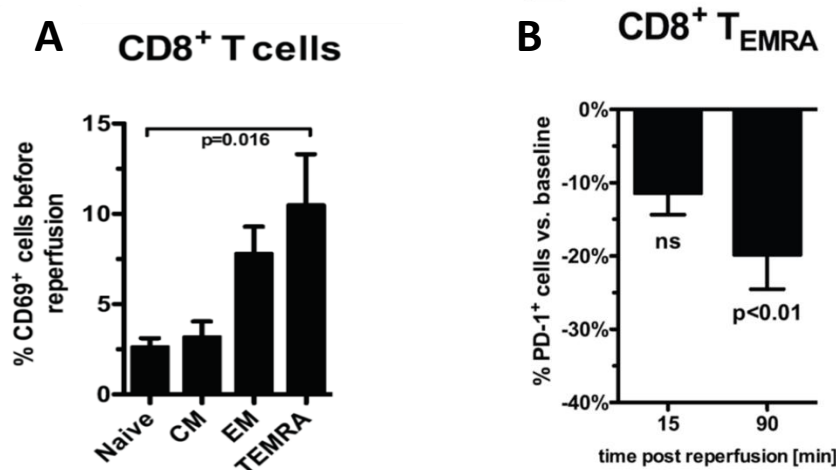 A
CD8⁺ T cells
% CD69⁺ cells before
reperfusion
15
10
5
0
p=0.016
Naive
CM
EM
TEMRA
B
CD8⁺ T_EMRA
% PD-1⁺ cells vs. baseline
0%
-10%
-20%
-30%
-40%
ns
p<0.01
15
90
time post reperfusion [min]